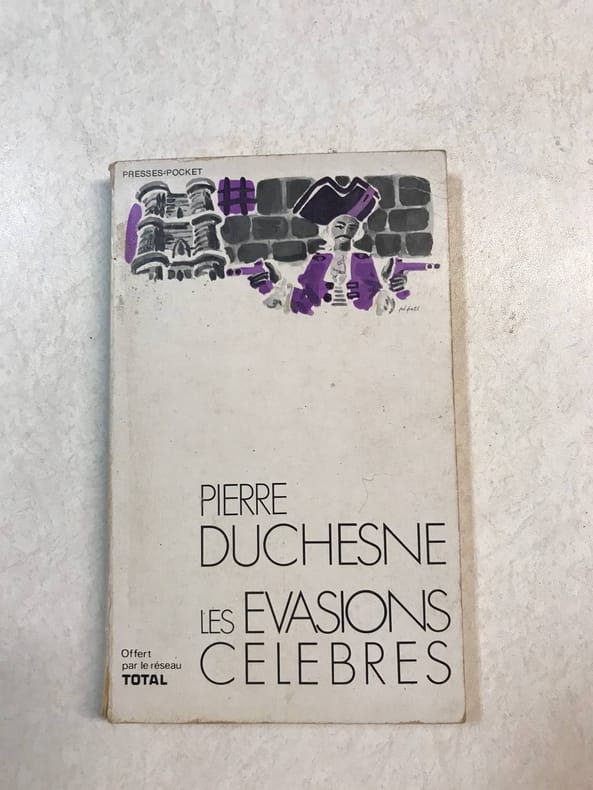 PRESSES-POCKET
PIERRE
DUCHESNE
LES EVASIONS
CELEBRES
Offert
par le réseau
TOTAL